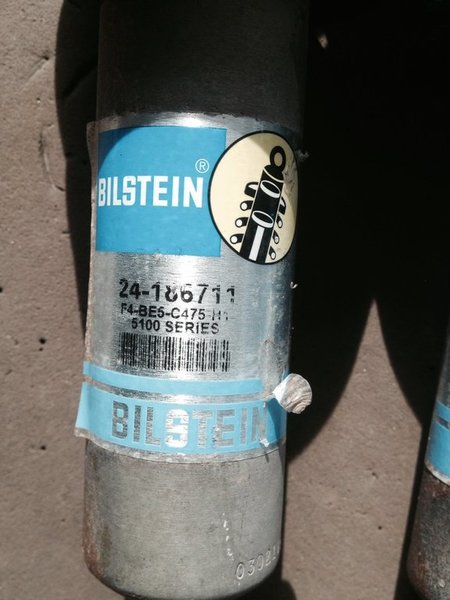 BILSTEIN®
24-186711
F4-BE5-C475-H1
5100 SERIES
BILSTEIN